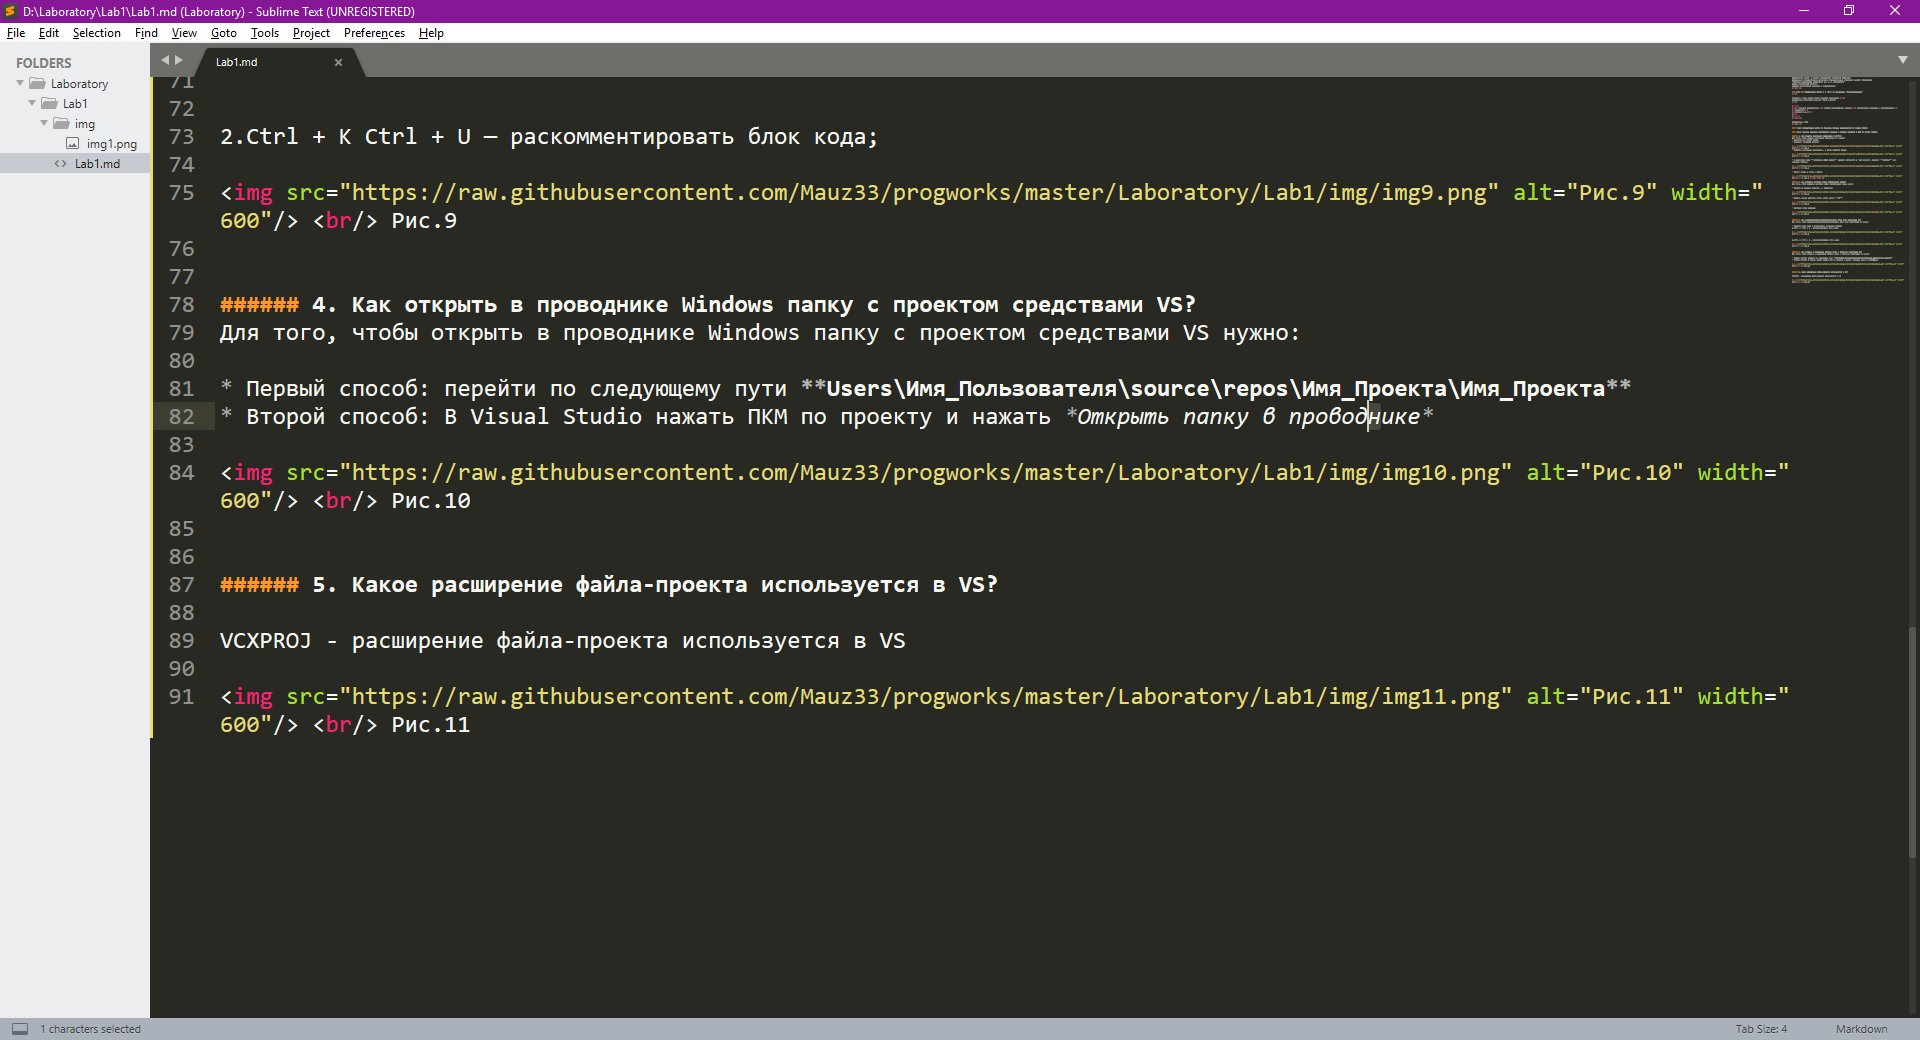 D:\Laboratory\Lab1\Lab1.md (Laboratory) - Sublime Text (UNREGISTERED)
File Edit Selection Find View Goto Tools Project Preferences Help
FOLDERS
Laboratory
Lab1
img
img1.png
Lab1.md
Lab1.md
71
72
73 2.Ctrl + K Ctrl + U — раскомментировать блок кода;
74
75 <img src="https://raw.githubusercontent.com/Mauz33/progworks/master/Laboratory/Lab1/img/img9.png" alt="Рис.9" width="
600"/> <br/> Рис.9
76
77
78 ###### 4. Как открыть в проводнике Windows папку с проектом средствами VS?
79 Для того, чтобы открыть в проводнике Windows папку с проектом средствами VS нужно:
80
81 * Первый способ: перейти по следующему пути **Users\Имя_Пользователя\source\repos\Имя_Проекта\Имя_Проекта**
82 * Второй способ: В Visual Studio нажать ПКМ по проекту и нажать *Открыть папку в проводнике*
83
84 <img src="https://raw.githubusercontent.com/Mauz33/progworks/master/Laboratory/Lab1/img/img10.png" alt="Рис.10" width="
600"/> <br/> Рис.10
85
86
87 ###### 5. Какое расширение файла-проекта используется в VS?
88
89 VCXPROJ - расширение файла-проекта используется в VS
90
91 <img src="https://raw.githubusercontent.com/Mauz33/progworks/master/Laboratory/Lab1/img/img11.png" alt="Рис.11" width="
600"/> <br/> Рис.11
1 characters selected
Tab Size: 4
Markdown